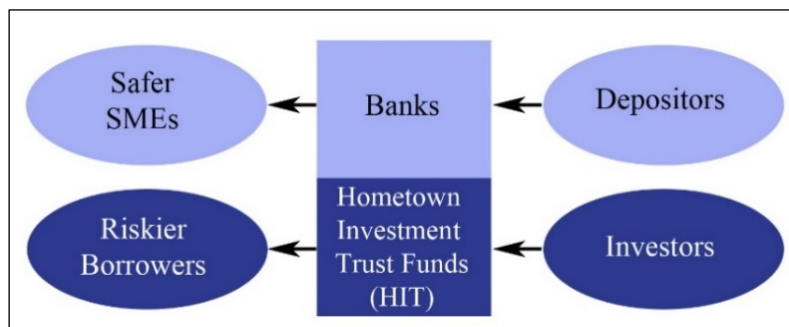 Safer
SMEs
Banks
Depositors
Riskier
Borrowers
Hometown
Investment
Trust Funds
(HIT)
Investors